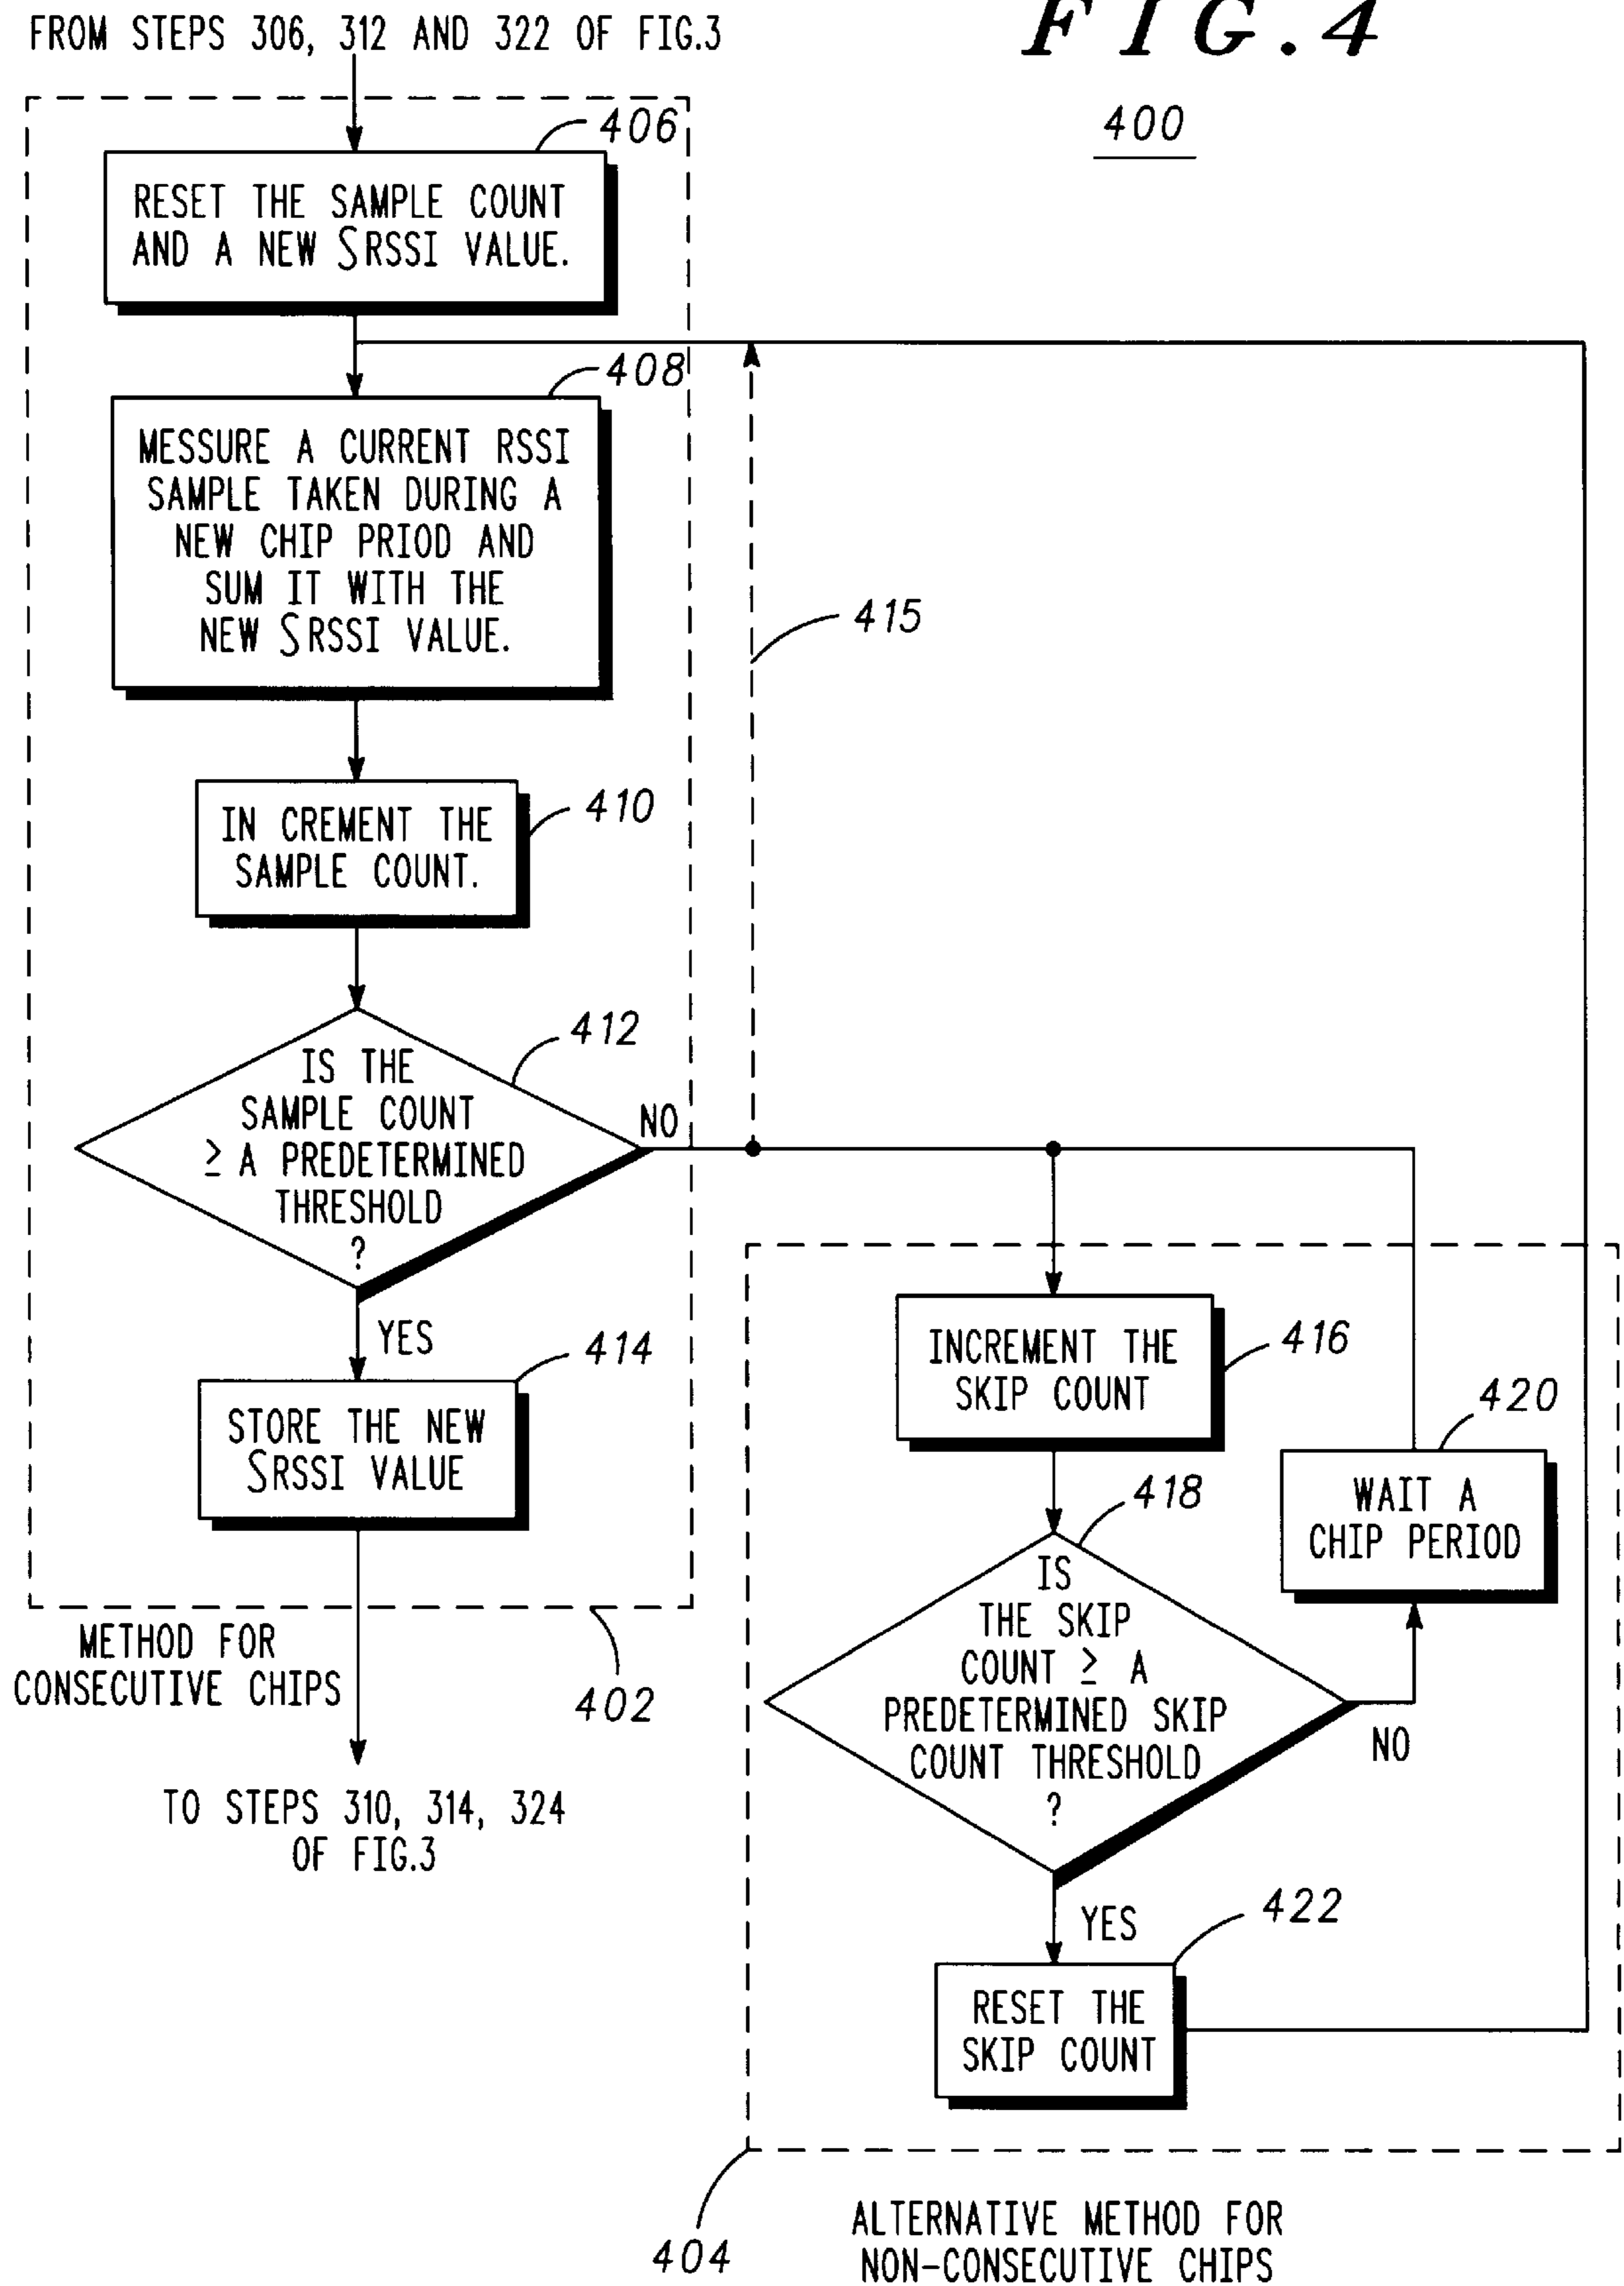 FROM STEPS 306, 312 AND 322 OF FIG.3
FIG.4
400
406
RESET THE SAMPLE COUNT
AND A NEW SRSSI VALUE.
408
MESSURE A CURRENT RSSI
SAMPLE TAKEN DURING A
NEW CHIP PRIOD AND
SUM IT WITH THE
NEW SRSSI VALUE.
415
410
IN CREMENT THE
SAMPLE COUNT.
412
IS THE
SAMPLE COUNT
≥ A PREDETERMINED
THRESHOLD
?
NO
YES
414
STORE THE NEW
SRSSI VALUE
METHOD FOR
CONSECUTIVE CHIPS
402
TO STEPS 310, 314, 324
OF FIG.3
416
INCREMENT THE
SKIP COUNT
420
WAIT A
CHIP PERIOD
418
IS
THE SKIP
COUNT ≥ A
PREDETERMINED SKIP
COUNT THRESHOLD
?
NO
YES
422
RESET THE
SKIP COUNT
404
ALTERNATIVE METHOD FOR
NON-CONSECUTIVE CHIPS